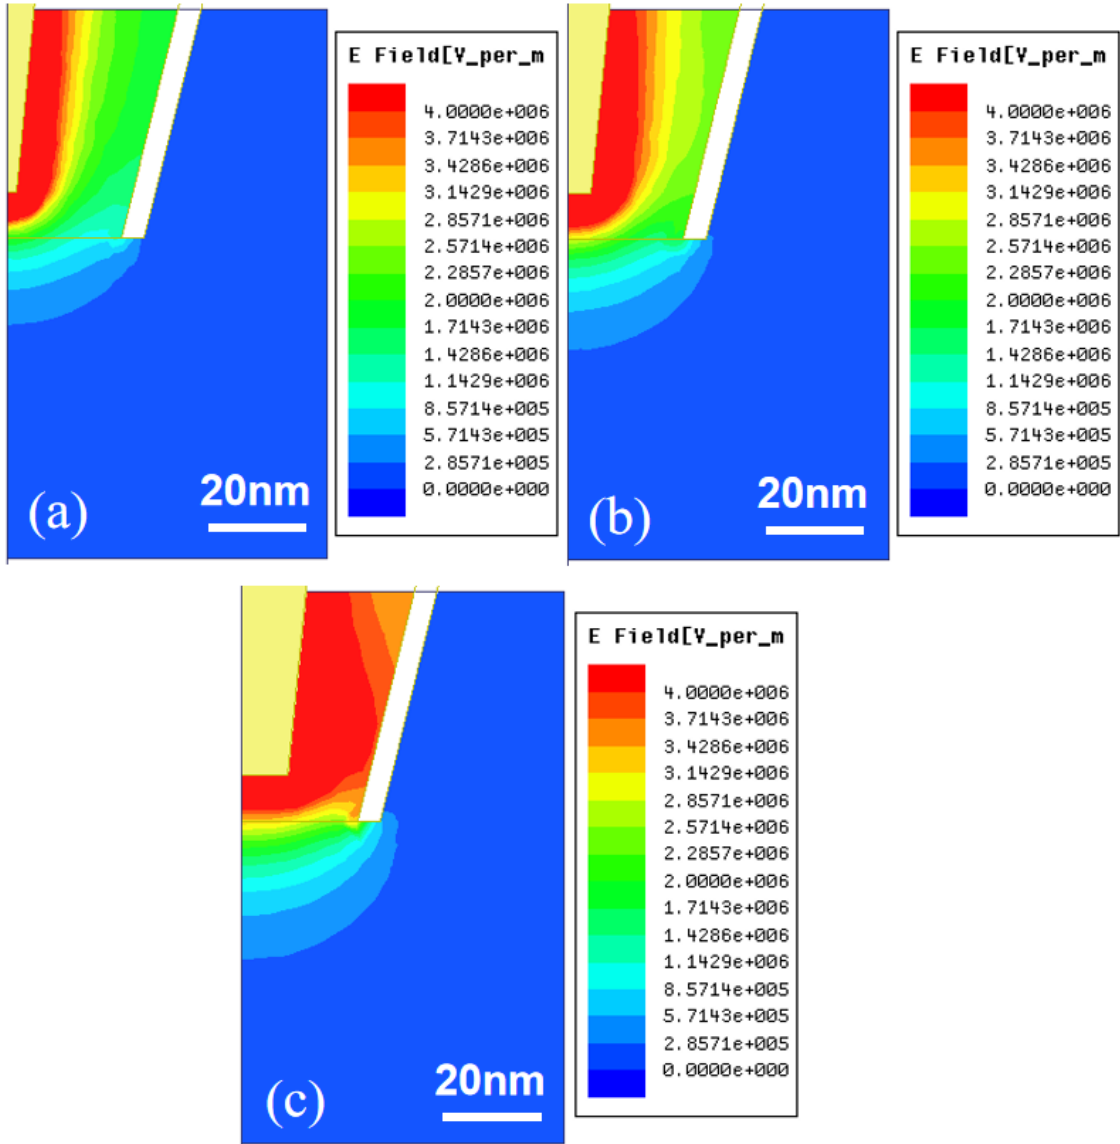 E Field[V_per_m
4.0000e+006
3.7143e+006
3.4286e+006
3.1429e+006
2.8571e+006
2.5714e+006
2.2857e+006
2.0000e+006
1.7143e+006
1.4286e+006
1.1429e+006
8.5714e+005
5.7143e+005
2.8571e+005
0.0000e+000
20nm
(a)
E Field[V_per_m
4.0000e+006
3.7143e+006
3.4286e+006
3.1429e+006
2.8571e+006
2.5714e+006
2.2857e+006
2.0000e+006
1.7143e+006
1.4286e+006
1.1429e+006
8.5714e+005
5.7143e+005
2.8571e+005
0.0000e+000
20nm
(b)
E Field[V_per_m
4.0000e+006
3.7143e+006
3.4286e+006
3.1429e+006
2.8571e+006
2.5714e+006
2.2857e+006
2.0000e+006
1.7143e+006
1.4286e+006
1.1429e+006
8.5714e+005
5.7143e+005
2.8571e+005
0.0000e+000
20nm
(c)